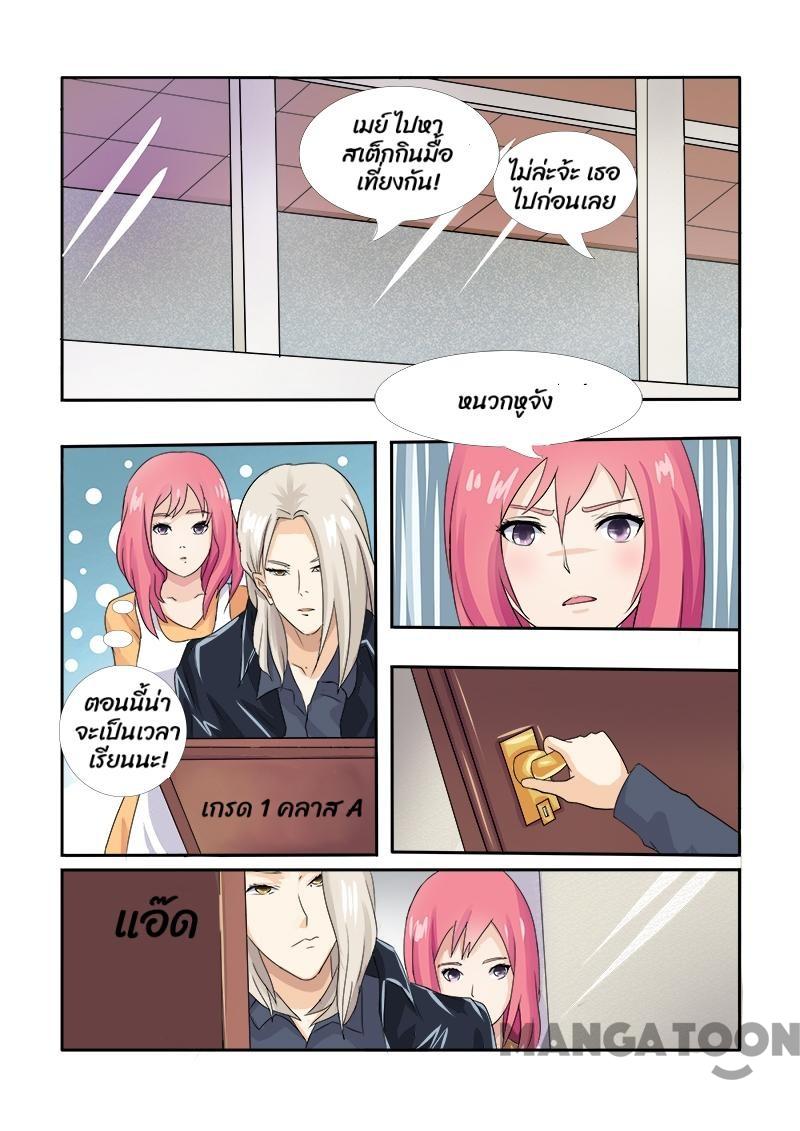 เมย์ ไปหา
สเต็กกินมื้อ
เที่ยงกัน!
ไม่ล่ะจ้ะ เธอ
ไปก่อนเลย
หนวกหูจัง
ตอนนี้น่า
จะเป็นเวลา
เรียนนะ!
เกรด 1 คลาส A
แอ๊ด
MANGATOON